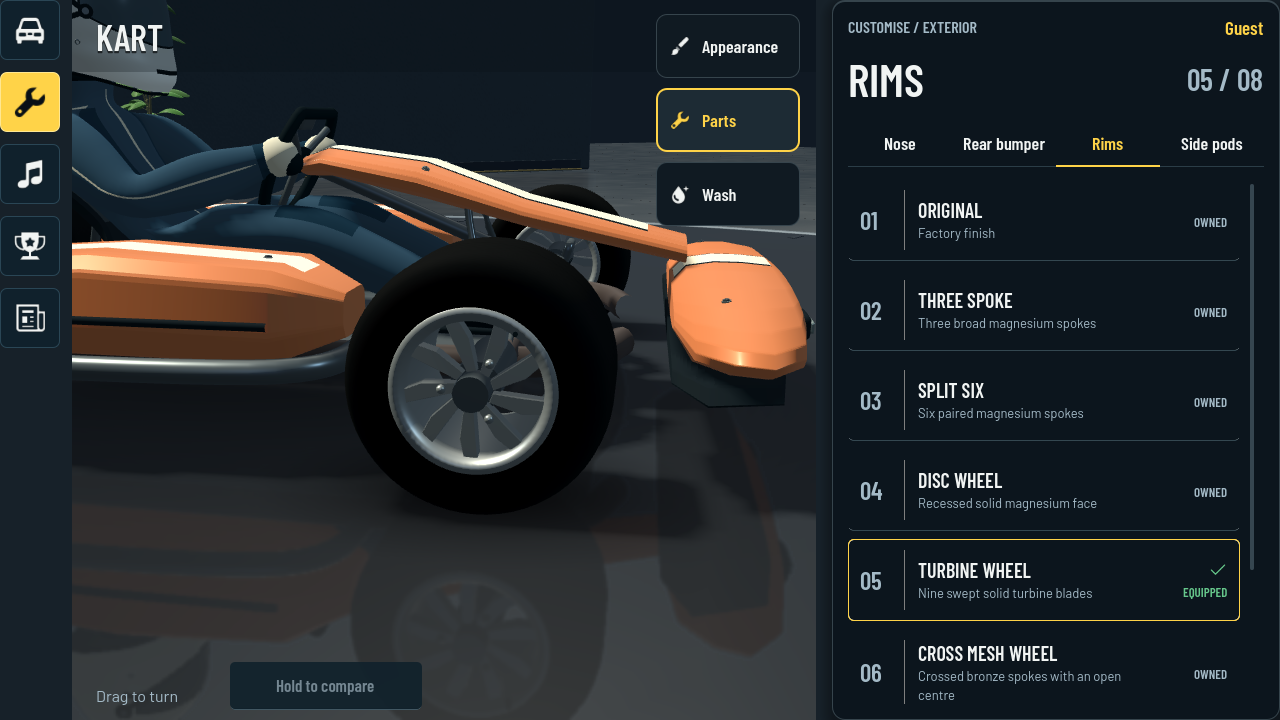 KART
Appearance
Parts
Wash
Drag to turn
Hold to compare
CUSTOMISE / EXTERIOR
Guest
RIMS
05 / 08
Nose
Rear bumper
Rims
Side pods
01
ORIGINAL
Factory finish
OWNED
02
THREE SPOKE
Three broad magnesium spokes
OWNED
03
SPLIT SIX
Six paired magnesium spokes
OWNED
04
DISC WHEEL
Recessed solid magnesium face
OWNED
05
TURBINE WHEEL
Nine swept solid turbine blades
EQUIPPED
06
CROSS MESH WHEEL
Crossed bronze spokes with an open
centre
OWNED